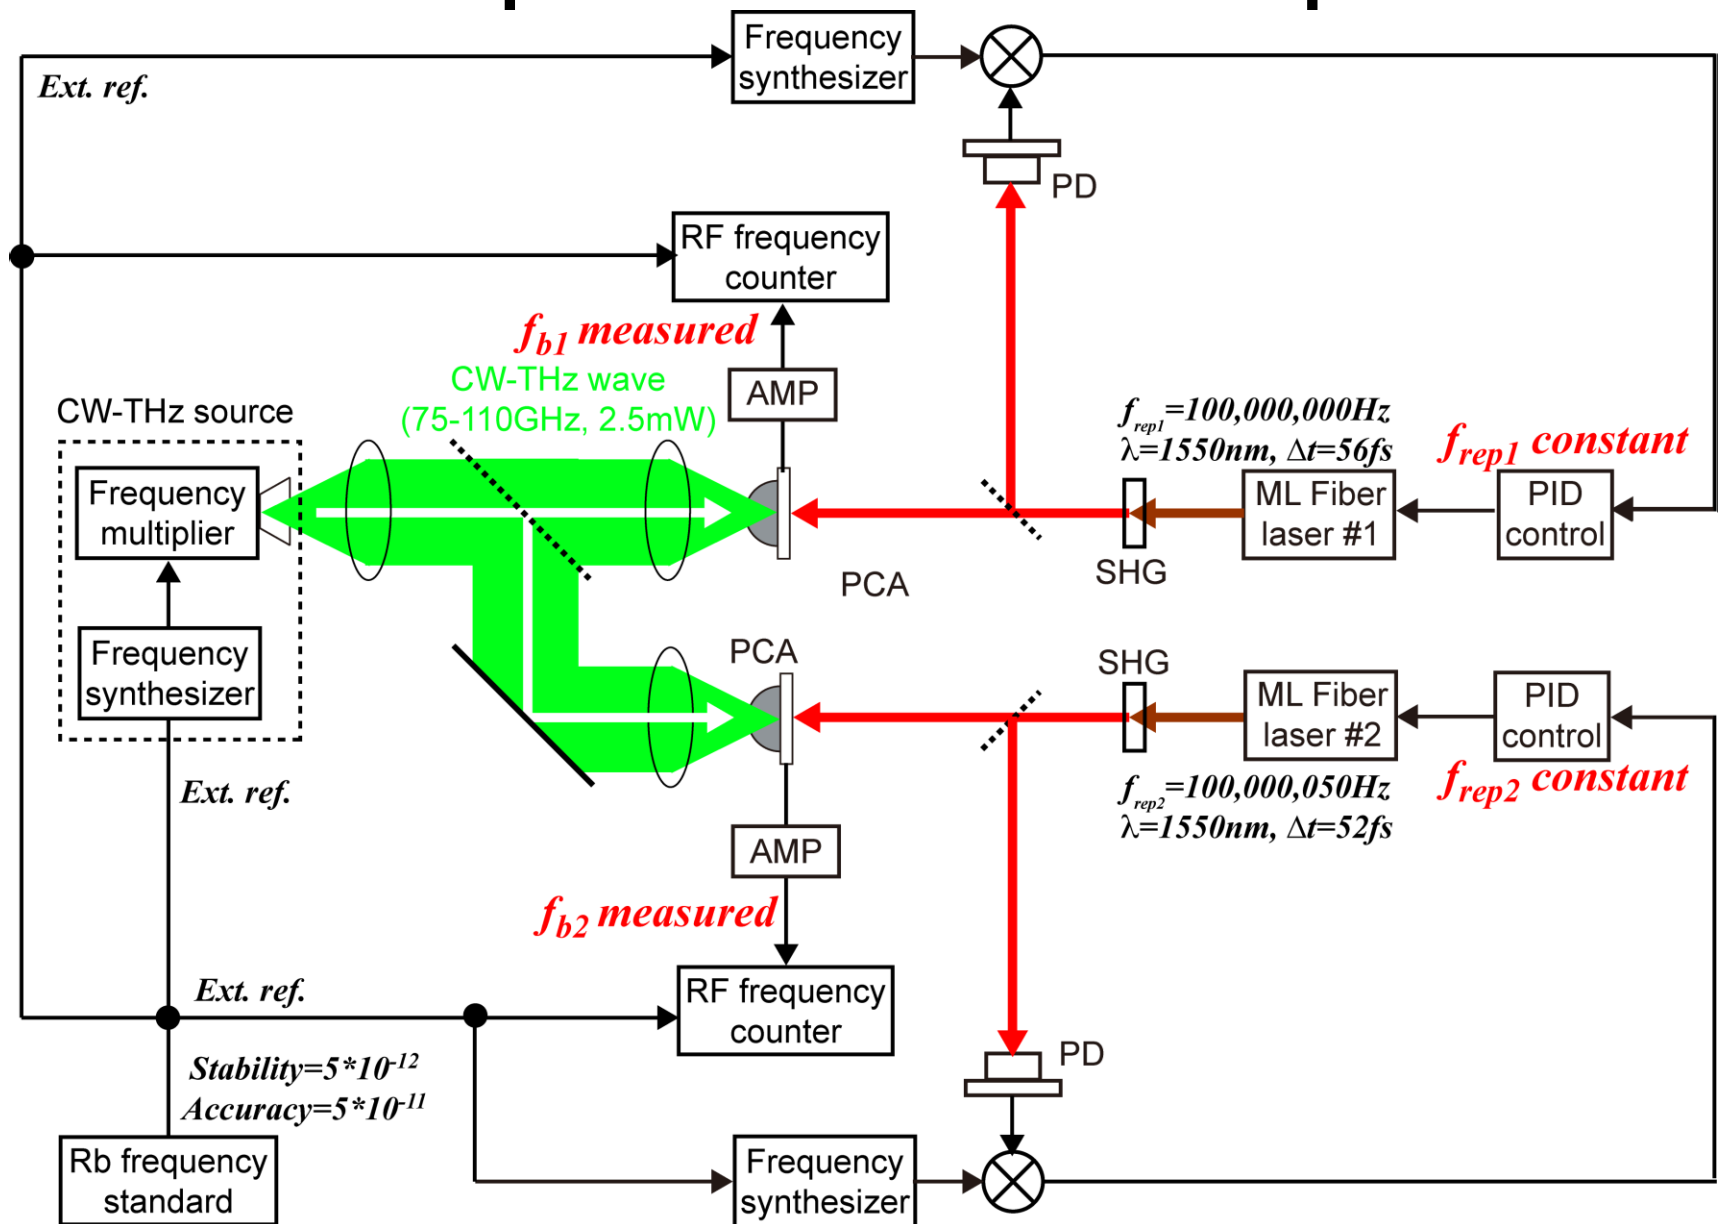 Frequency
synthesizer
Ext. ref.
PD
RF frequency
counter
f_b1 measured
CW-THz wave
(75-110GHz, 2.5mW)
AMP
CW-THz source
Frequency
multiplier
f_rep1=100,000,000Hz
λ=1550nm, Δt=56fs
f_rep1 constant
ML Fiber
laser #1
PID
control
SHG
PCA
Frequency
synthesizer
PCA
SHG
ML Fiber
laser #2
PID
control
f_rep2=100,000,050Hz
λ=1550nm, Δt=52fs
f_rep2 constant
Ext. ref.
AMP
f_b2 measured
Ext. ref.
RF frequency
counter
Stability=5*10^-12
Accuracy=5*10^-11
PD
Rb frequency
standard
Frequency
synthesizer